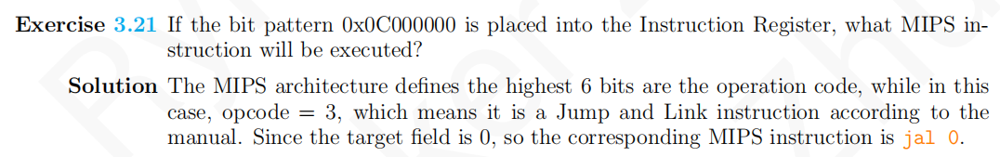 Exercise 3.21 If the bit pattern 0x0C000000 is placed into the Instruction Register, what MIPS in-
struction will be executed?
Solution The MIPS architecture defines the highest 6 bits are the operation code, while in this
case, opcode = 3, which means it is a Jump and Link instruction according to the
manual. Since the target field is 0, so the corresponding MIPS instruction is jal 0.